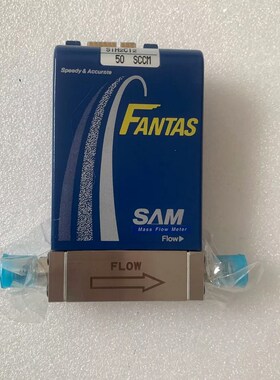 50 SCCM
Speedy & Accurate
FANTAS
SAM
Mass Flow Meter
Flow▷
FLOW